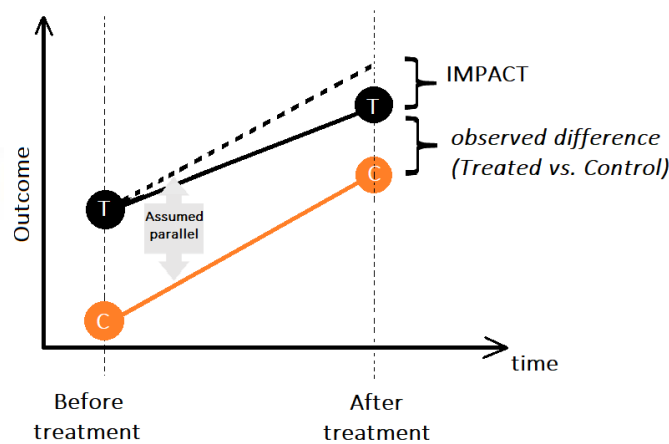 IMPACT
T
observed difference
(Treated vs. Control)
C
T
Assumed
parallel
Outcome
C
time
Before
treatment
After
treatment